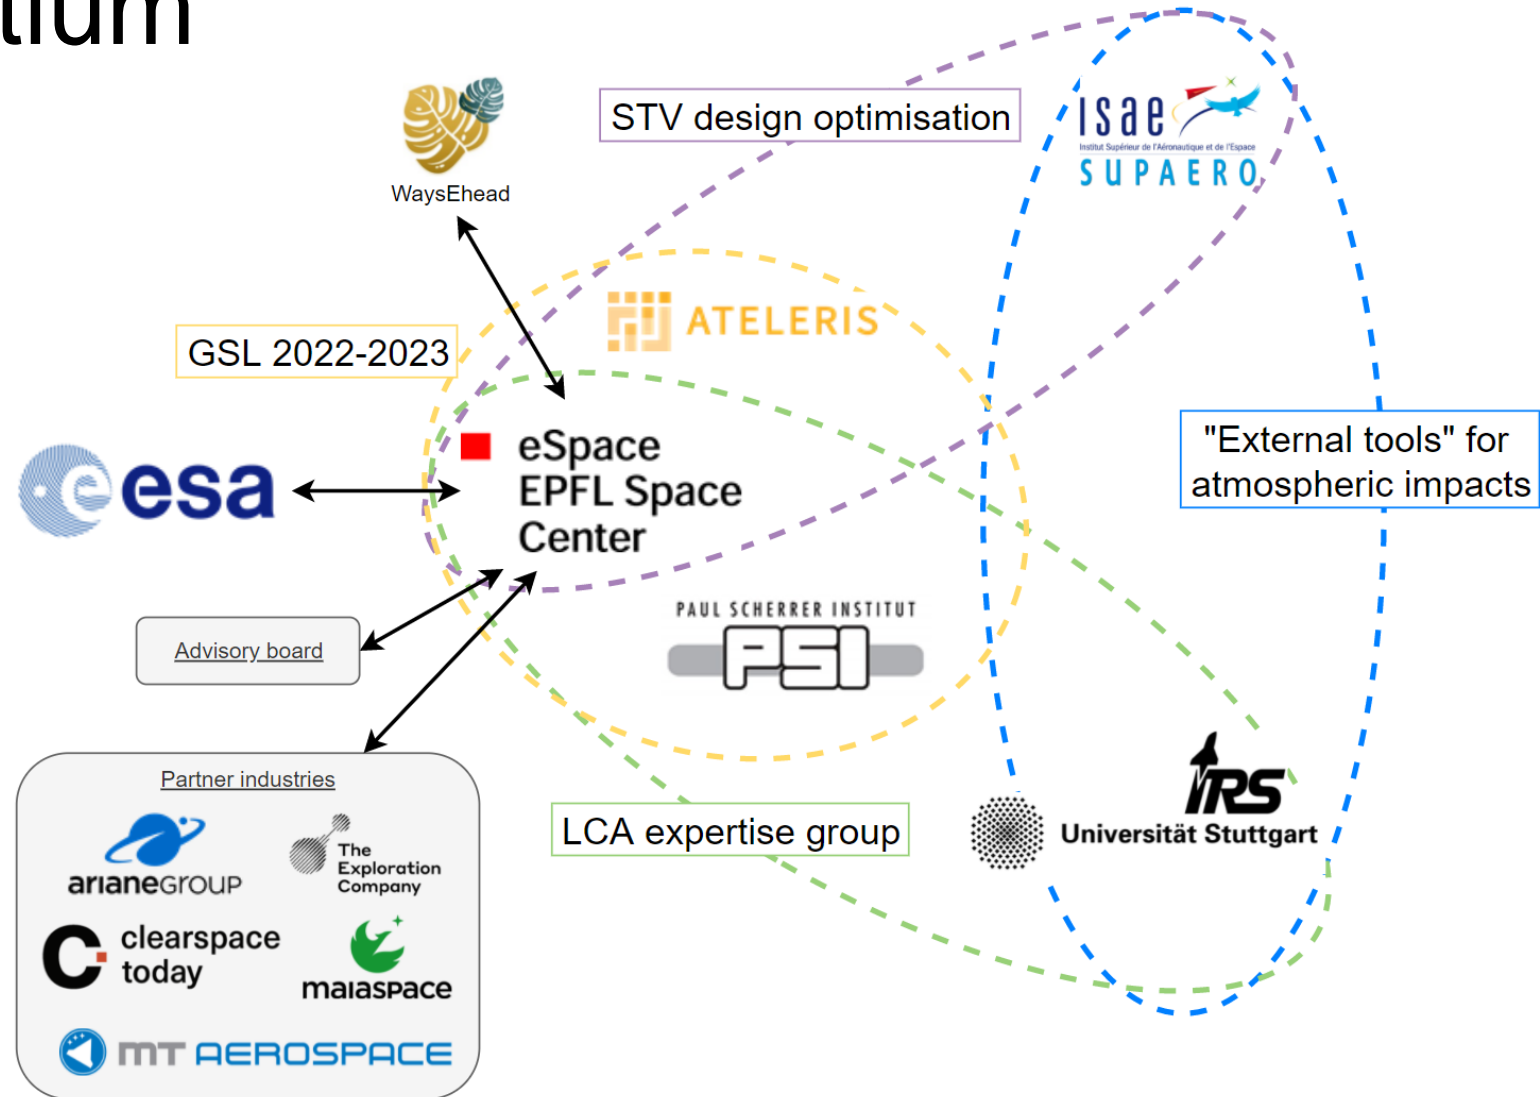 tium
WaysEhead
STV design optimisation
isae
Institut Supérieur de l'Aéronautique et de l'Espace
SUPAERO
ATELERIS
GSL 2022-2023
esa
eSpace
EPFL Space
Center
"External tools" for
atmospheric impacts
PAUL SCHERRER INSTITUT
PSI
Advisory board
Partner industries
arianeGROUP
The
Exploration
Company
clearspace
today
maiaspace
MT AEROSPACE
LCA expertise group
IRS
Universität Stuttgart